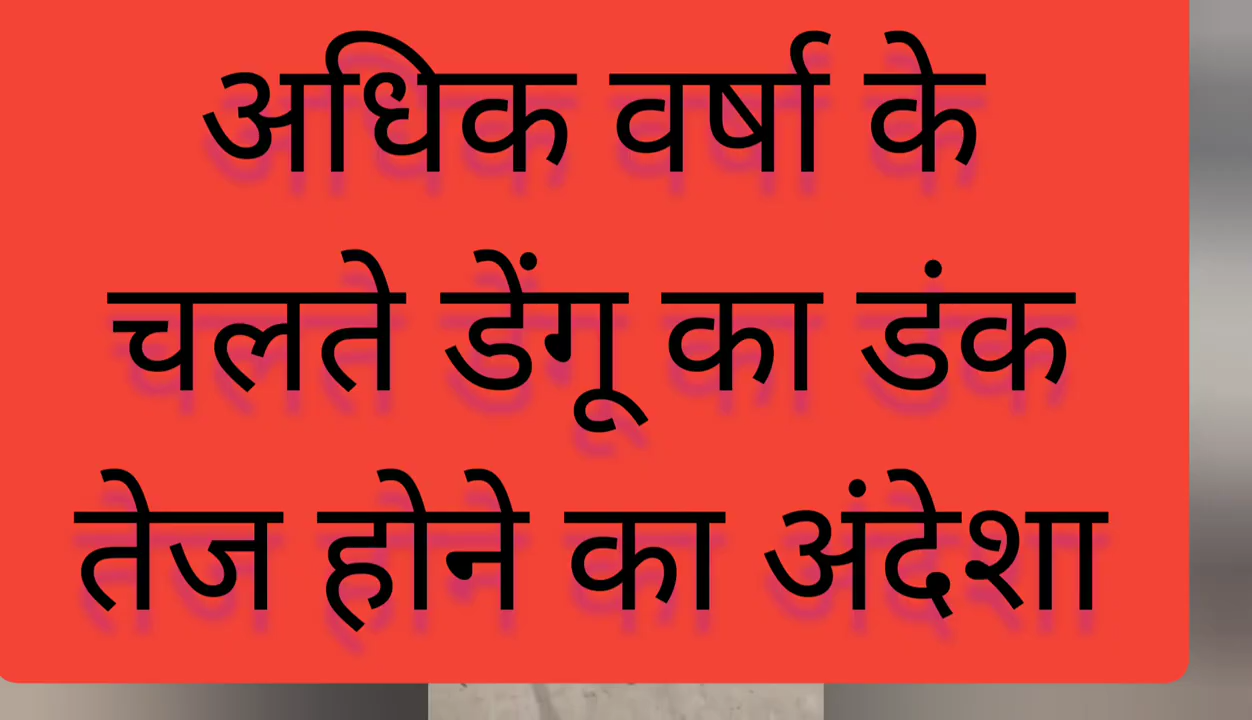 अधिक वर्षा के
चलते डेंगू का डंक
तेज होने का अंदेशा